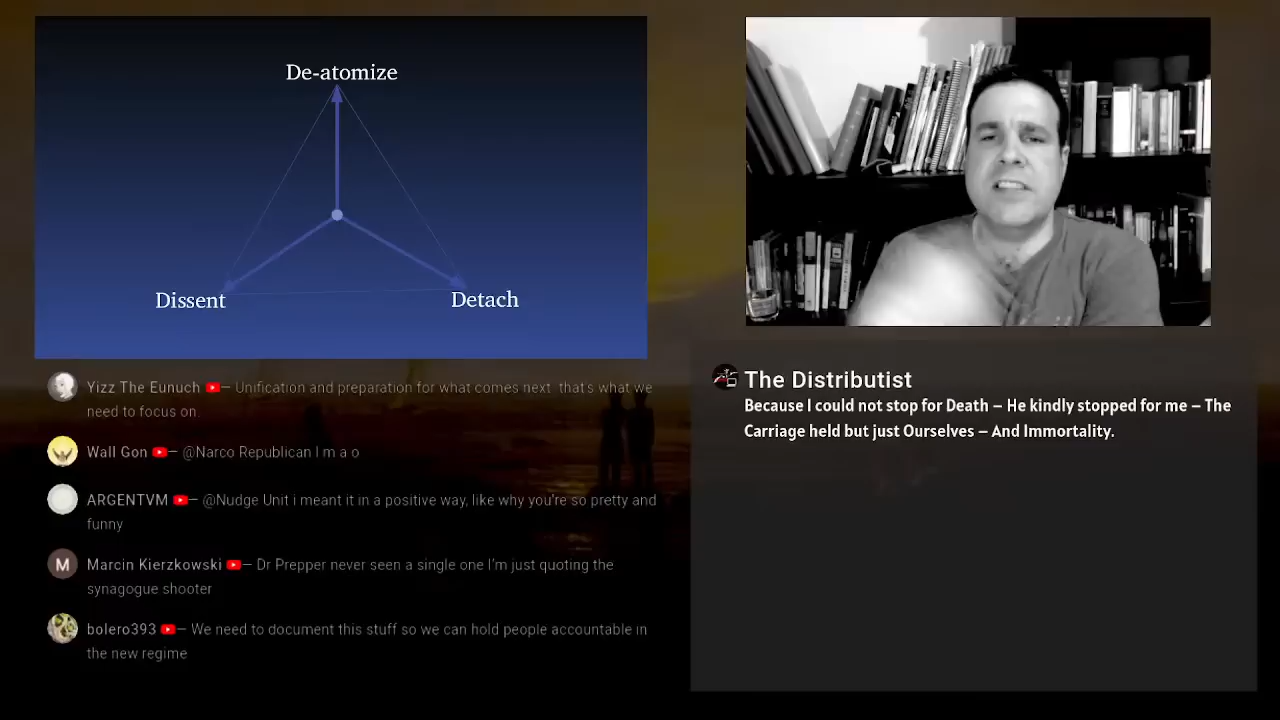 De-atomize
Dissent
Detach
Yizz The Eunuch — Unification and preparation for what comes next. that's what we
need to focus on.
Wall Gon — @Narco Republican I m a o
ARGENTVM — @Nudge Unit i meant it in a positive way, like why you're so pretty and
funny
M
Marcin Kierzkowski — Dr Prepper never seen a single one I'm just quoting the
synagogue shooter
bolero393 — We need to document this stuff so we can hold people accountable in
the new regime
The Distributist
Because I could not stop for Death – He kindly stopped for me – The
Carriage held but just Ourselves – And Immortality.